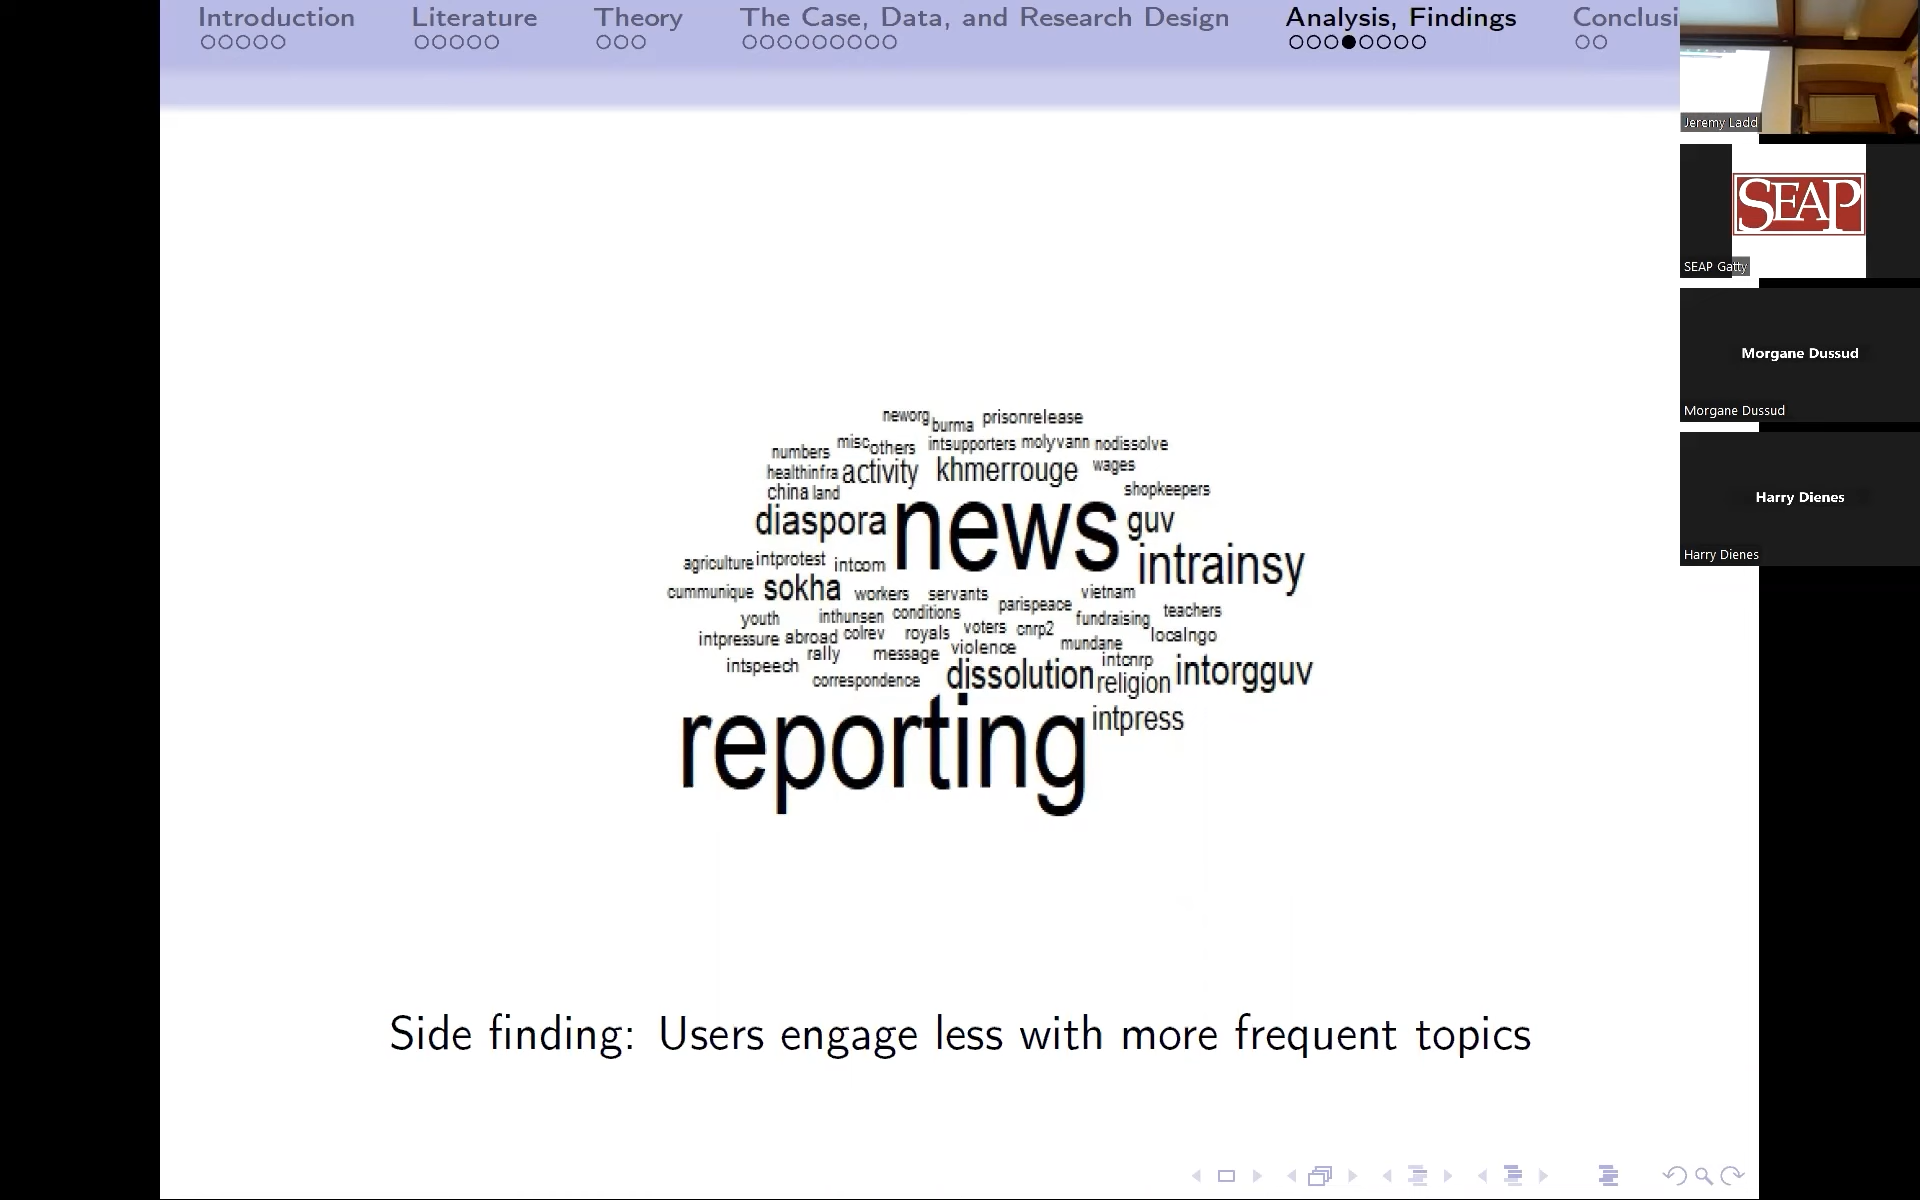 Introduction Literature Theory The Case, Data, and Research Design Analysis, Findings Conclusi
Jeremy Ladd
SEAP
SEAP Gatty
Morgane Dussud
Morgane Dussud
Harry Dienes
Harry Dienes
neworg burma prisonrelease
numbers misc others intsupporters molyvann nodissolve
healthinfra activity khmerrouge wages
china land shopkeepers
diaspora news guv
agriculture intprotest intcom intrainsy
cummunique sokha workers servants parispeace vietnam
youth inthunsen conditions fundraising teachers
intpressure abroad colrev royals voters cnrp2 mundane localngo
intspeech rally message violence intcnrp
correspondence dissolution religion intorgguv
reporting intpress
Side finding: Users engage less with more frequent topics